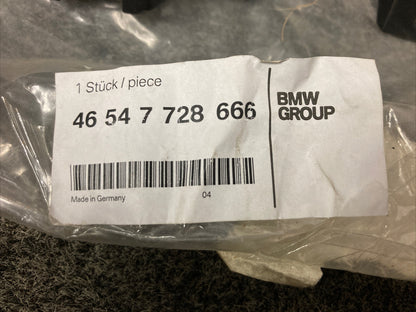 1 Stück / piece
46 54 7 728 666
BMW
GROUP
Made in Germany
04